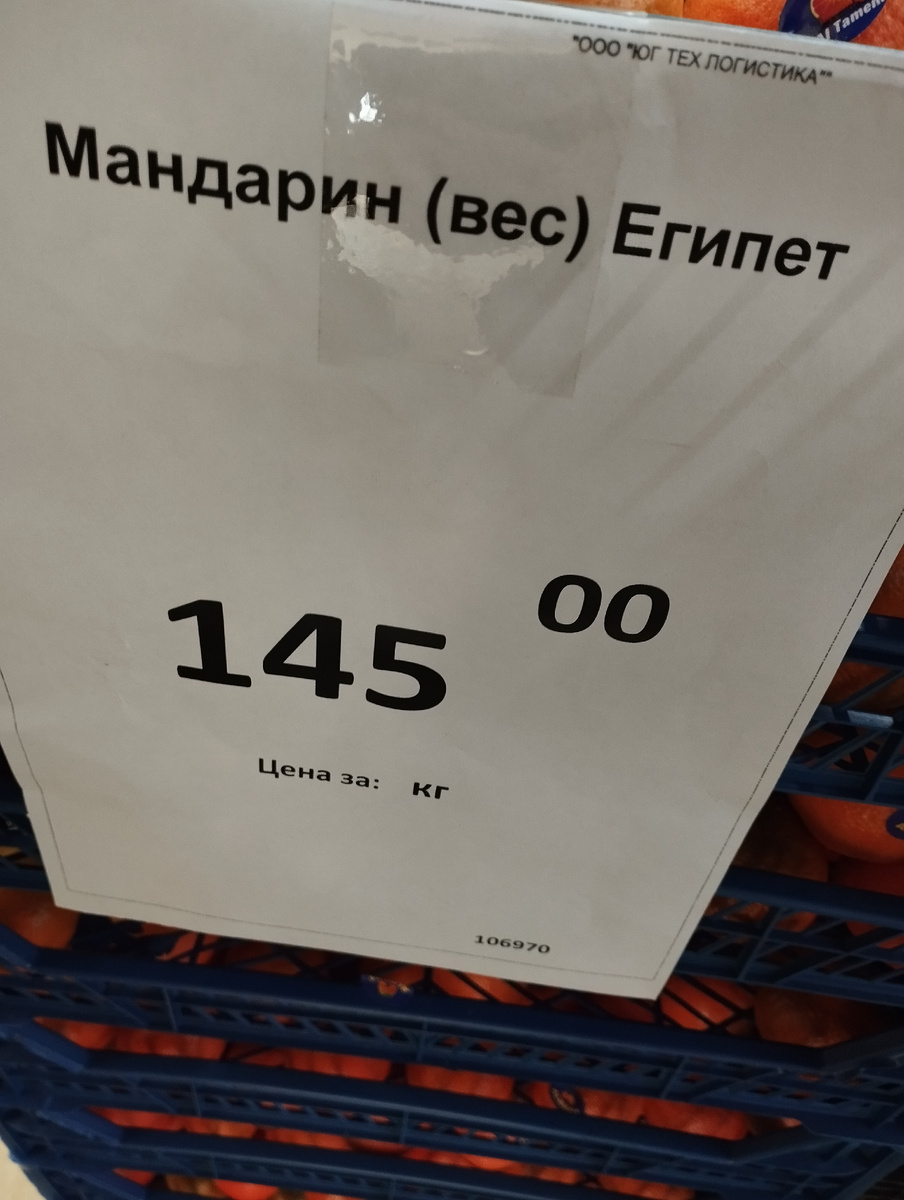 "ООО "ЮГ ТЕХ ЛОГИСТИКА""
Мандарин (вес) Египет
145 00
Цена за: кг
106970